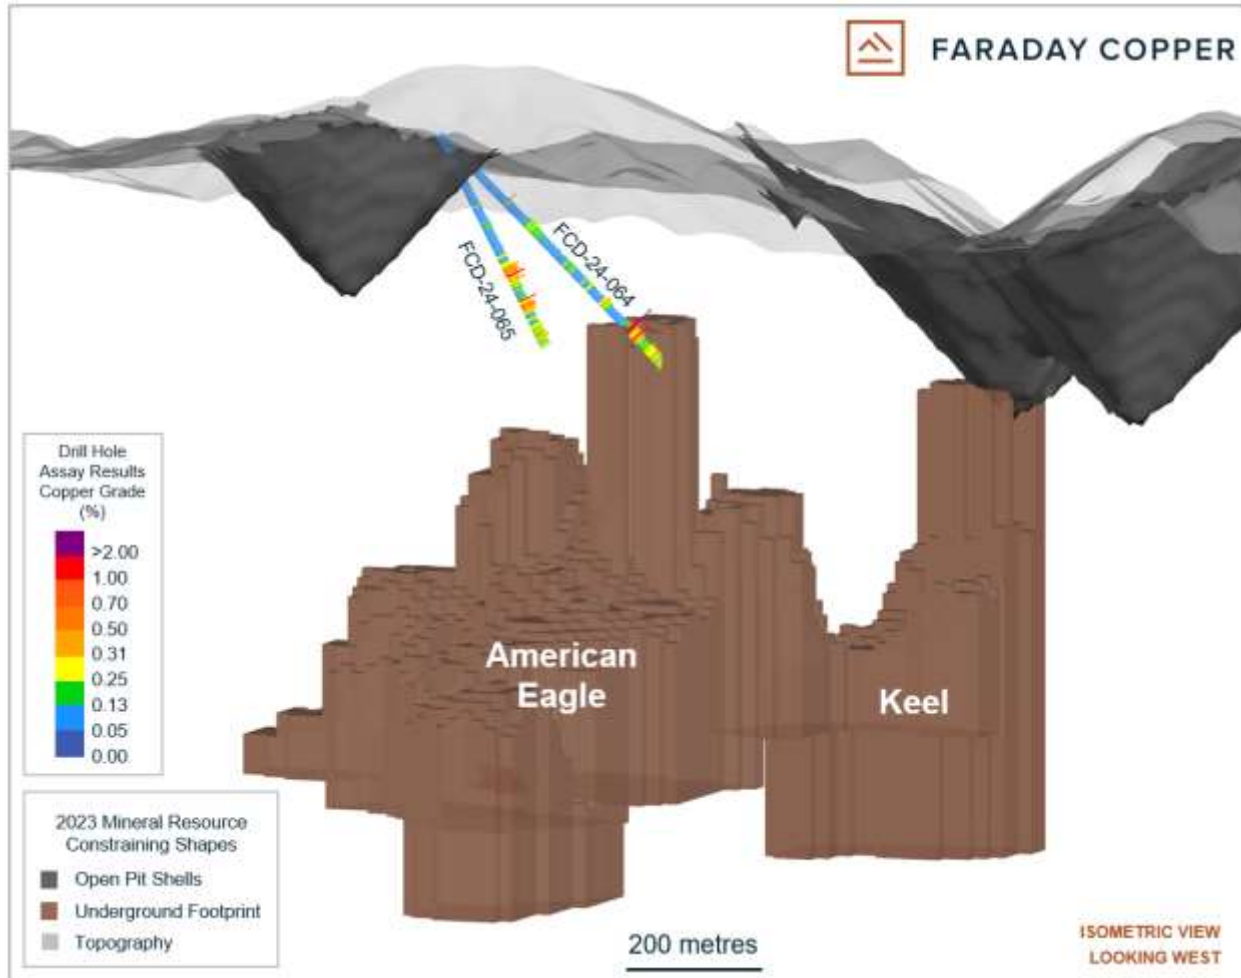 FARADAY COPPER
FCD-24-065
FCD-24-064
Drill Hole
Assay Results
Copper Grade
(%)
>2.00
1.00
0.70
0.50
0.31
0.25
0.13
0.05
0.00
American
Eagle
Keel
2023 Mineral Resource
Constraining Shapes
Open Pit Shells
Underground Footprint
Topography
200 metres
ISOMETRIC VIEW
LOOKING WEST